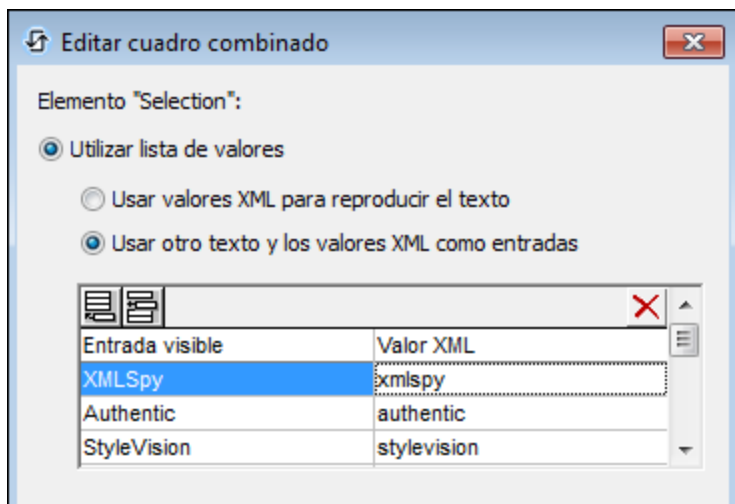 Editar cuadro combinado
Elemento "Selection":
Utilizar lista de valores
Usar valores XML para reproducir el texto
Usar otro texto y los valores XML como entradas
Entrada visible Valor XML
XMLSpy xmlspy
Authentic authentic
StyleVision stylevision